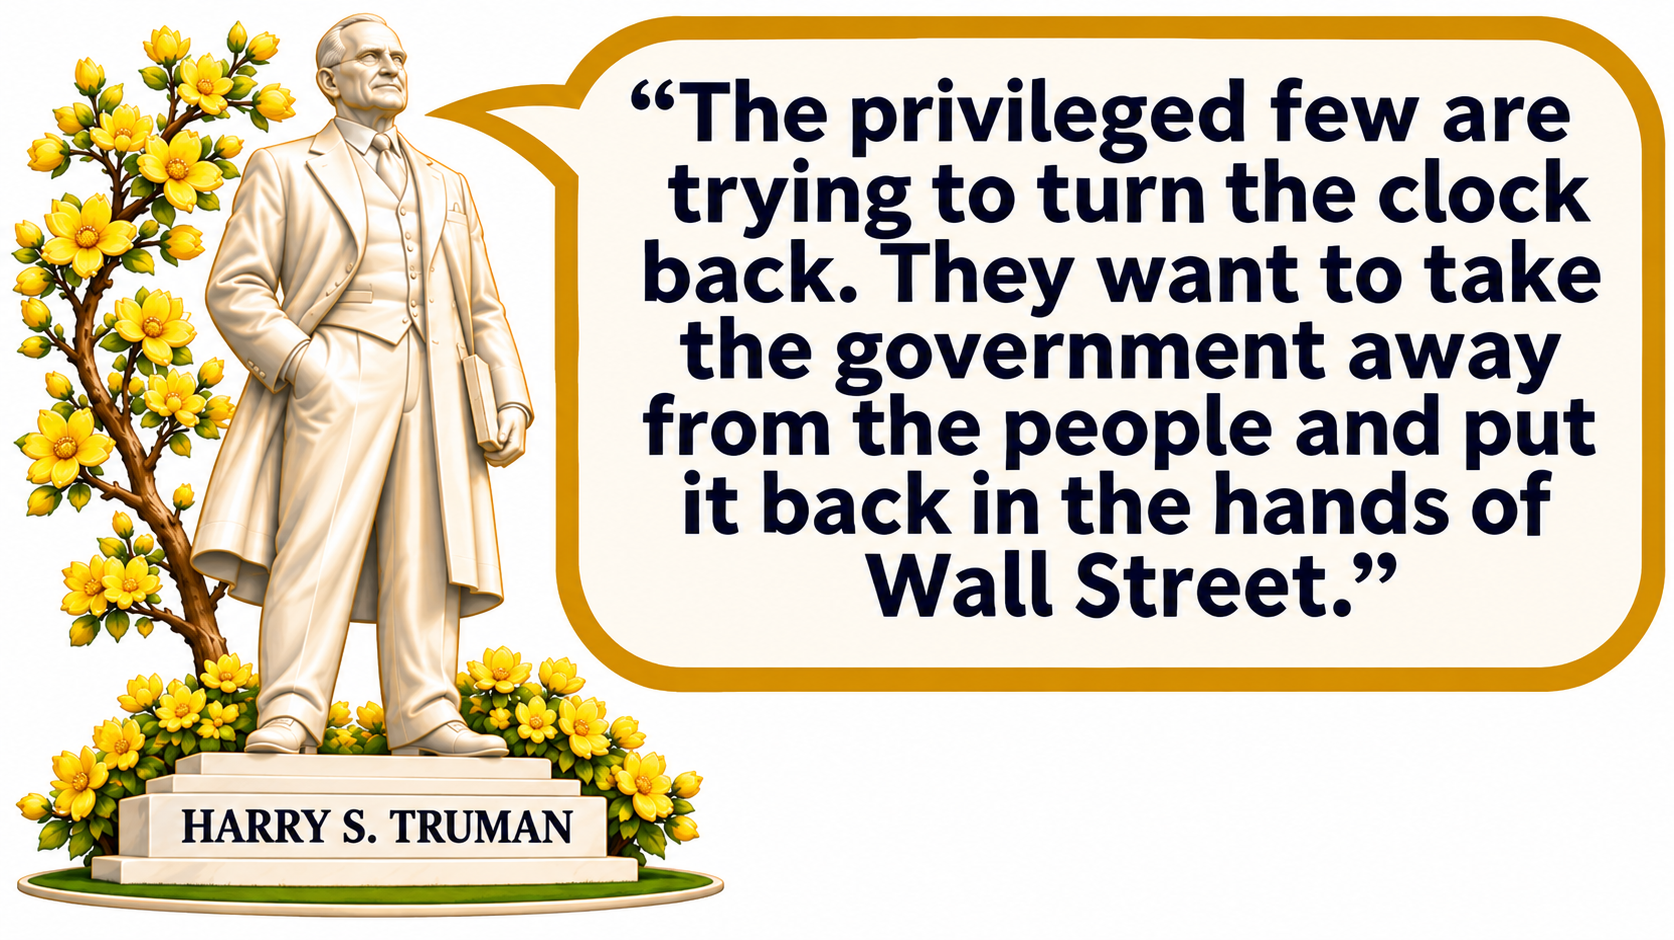 “The privileged few are
trying to turn the clock
back. They want to take
the government away
from the people and put
it back in the hands of
Wall Street.”
HARRY S. TRUMAN